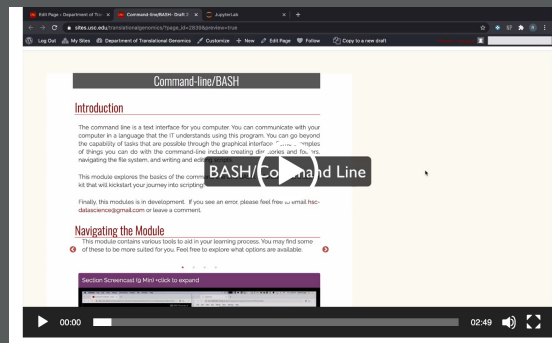 Edit Page ‹ Department of Tra
Command-line/BASH- Draft
JupyterLab
sites.usc.edu/translationalgenomics/?page_id=2839&preview=true
Log Out
My Sites
Department of Translational Genomics
Customize
+ New
Edit Page
Follow
Copy to a new draft
Command-line/BASH
Introduction
The command line is a text interface for you computer. You can communicate with your
computer in a language that the IT understands using this program. You can go beyond
the capability of tasks that are possible through the graphical interface
of things you can do with the command-line include creating
navigating the file system, and writing and
This module explores the basics of the
kit that will kickstart your journey into scripting
BASH/Command Line
Finally, this modules is in development. If you see an error, please feel free to email hsc-
datascience@gmail.com or leave a comment.
Navigating the Module
This module contains various tools to aid in your learning process. You may find some
of these to be more suited for you. Feel free to explore what options are available.
Section Screencast (9 Min) +click to expand
00:00
02:49